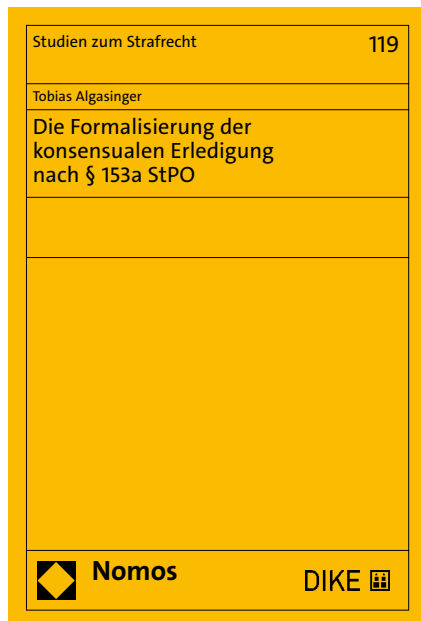 Studien zum Strafrecht 119
Tobias Algasinger
Die Formalisierung der
konsensualen Erledigung
nach § 153a StPO
Nomos
DIKE